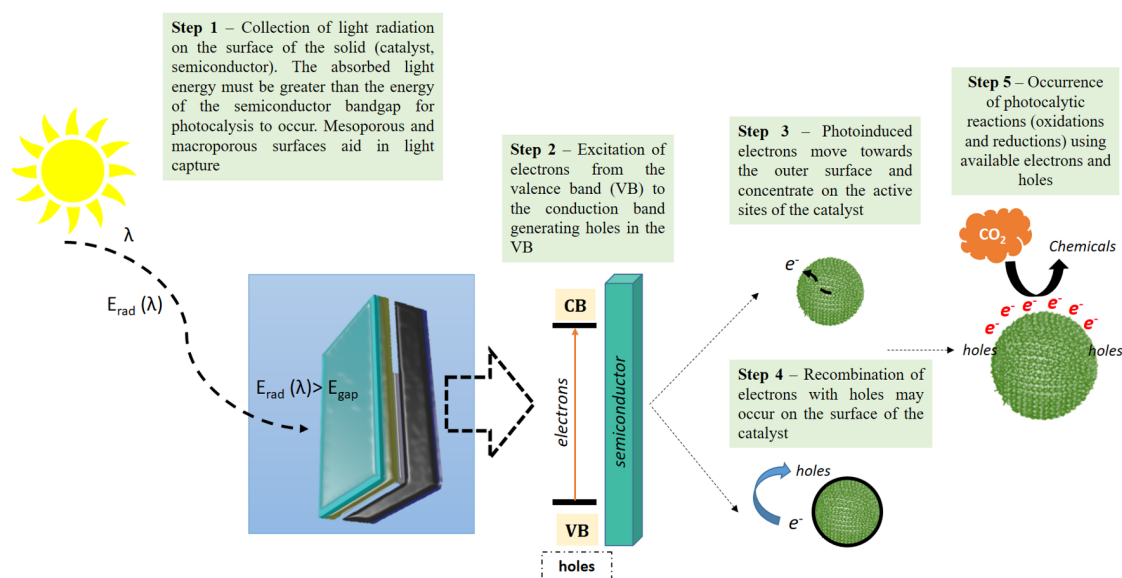 Step 1 – Collection of light radiation
on the surface of the solid (catalyst,
semiconductor). The absorbed light
energy must be greater than the energy
of the semiconductor bandgap for
photocalysis to occur. Mesoporous and
macroporous surfaces aid in light
capture
λ
E_rad (λ)
E_rad (λ)> E_gap
Step 2 – Excitation of
electrons from the
valence band (VB) to
the conduction band
generating holes in the
VB
CB
electrons
semiconductor
VB
holes
Step 3 – Photoinduced
electrons move towards
the outer surface and
concentrate on the active
sites of the catalyst
e-
Step 4 – Recombination of
electrons with holes may
occur on the surface of the
catalyst
holes
e-
Step 5 – Occurrence
of photocalytic
reactions (oxidations
and reductions) using
available electrons and
holes
CO₂
Chemicals
e- e- e- e- e- e-
holes holes